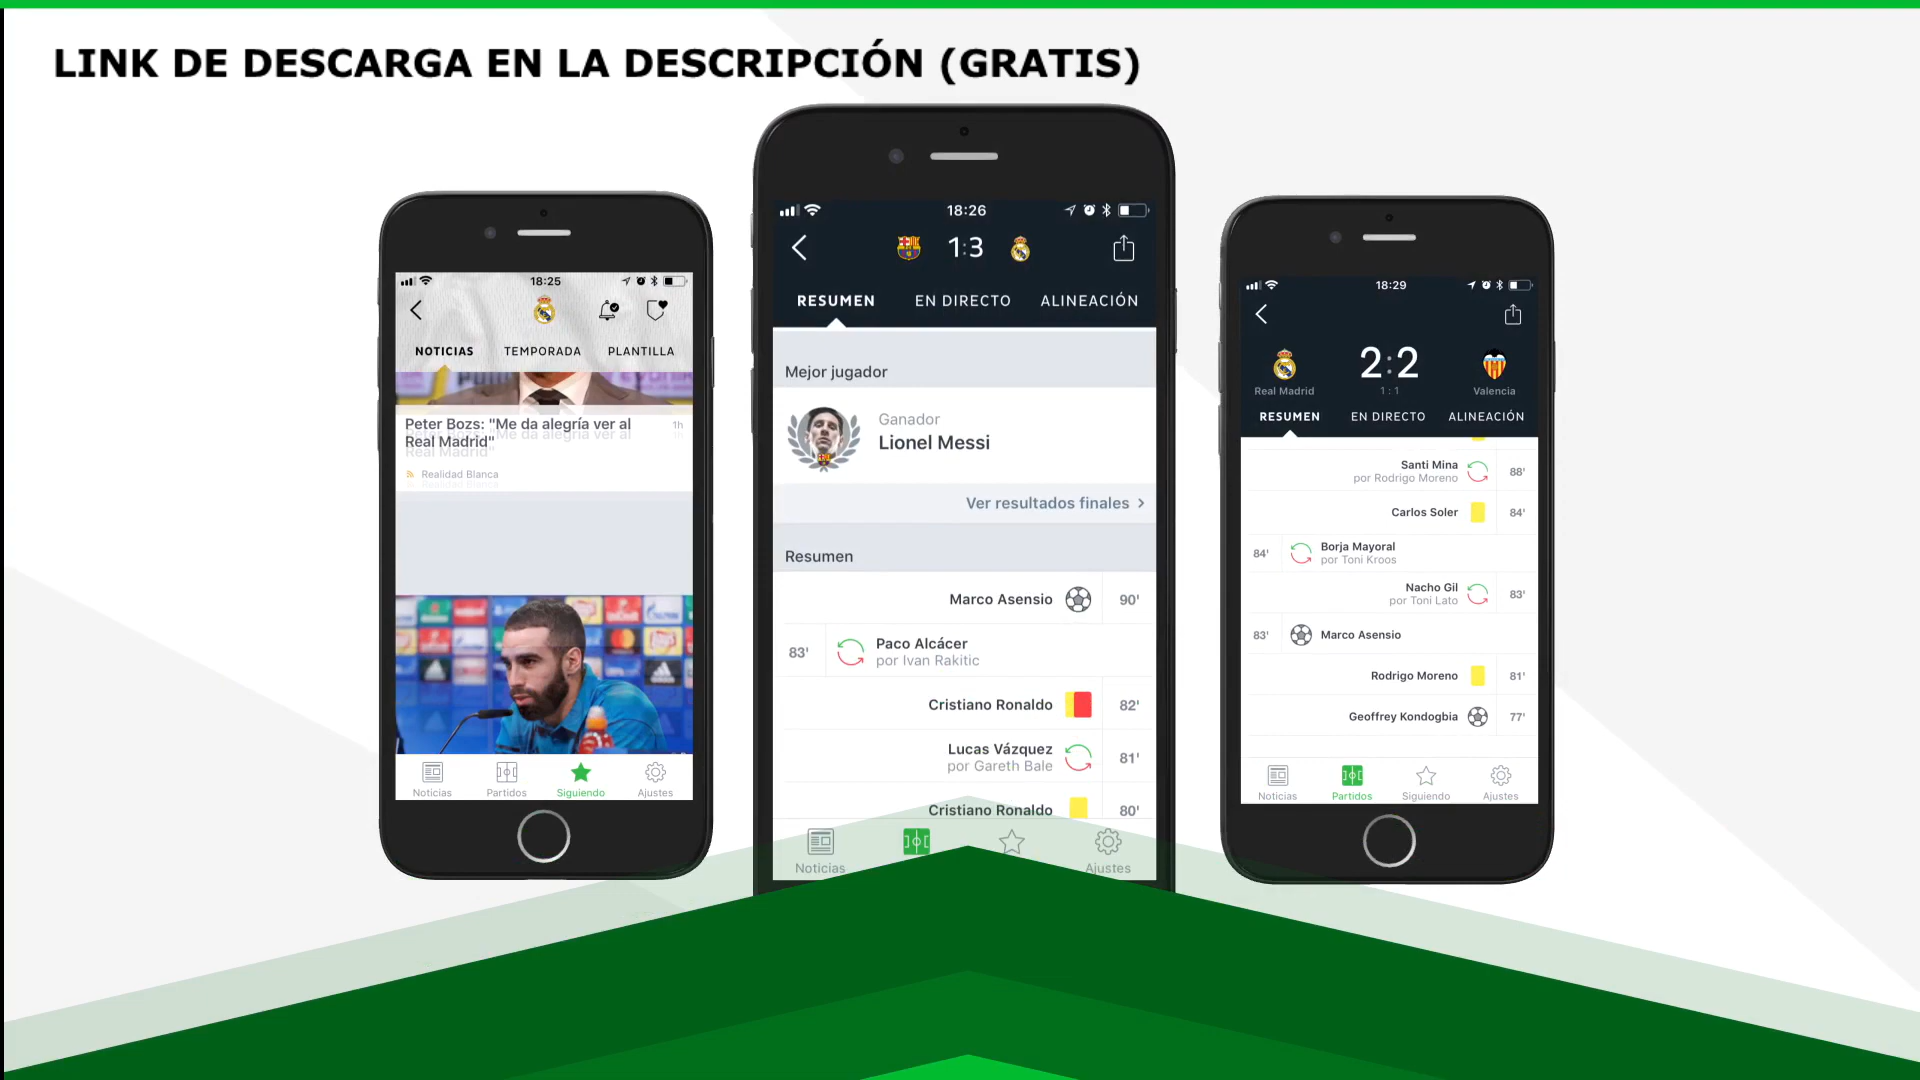 LINK DE DESCARGA EN LA DESCRIPCIÓN (GRATIS)
18:25
NOTICIAS TEMPORADA PLANTILLA
Peter Bozs: "Me da alegría ver al 1h
Real Madrid"
Realidad Blanca
Noticias Partidos Siguiendo Ajustes
18:26
1:3
RESUMEN EN DIRECTO ALINEACIÓN
Mejor jugador
Ganador
Lionel Messi
Ver resultados finales >
Resumen
Marco Asensio 90'
83' Paco Alcácer
por Ivan Rakitic
Cristiano Ronaldo 82'
Lucas Vázquez 81'
por Gareth Bale
Cristiano Ronaldo 80'
Noticias Ajustes
18:29
2:2
1:1
Real Madrid Valencia
RESUMEN EN DIRECTO ALINEACIÓN
Santi Mina 88'
por Rodrigo Moreno
Carlos Soler 84'
84' Borja Mayoral
por Toni Kroos
Nacho Gil 83'
por Toni Lato
83' Marco Asensio
Rodrigo Moreno 81'
Geoffrey Kondogbia 77'
Noticias Partidos Siguiendo Ajustes